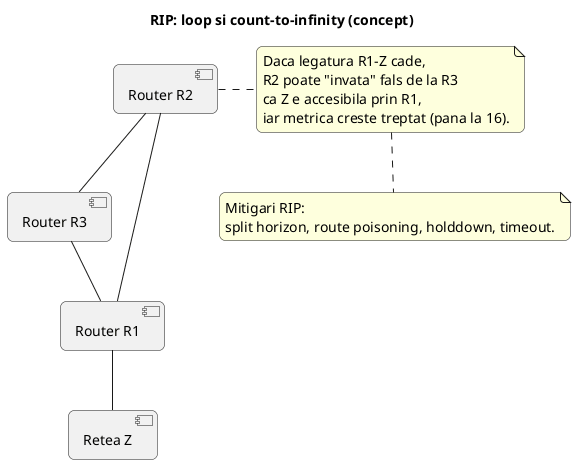 RIP: loop si count-to-infinity (concept)
Router R2
Daca legatura R1-Z cade,
R2 poate "invata" fals de la R3
ca Z e accesibila prin R1,
iar metrica creste treptat (pana la 16).
Router R3
Mitigari RIP:
split horizon, route poisoning, holddown, timeout.
Router R1
Retea Z